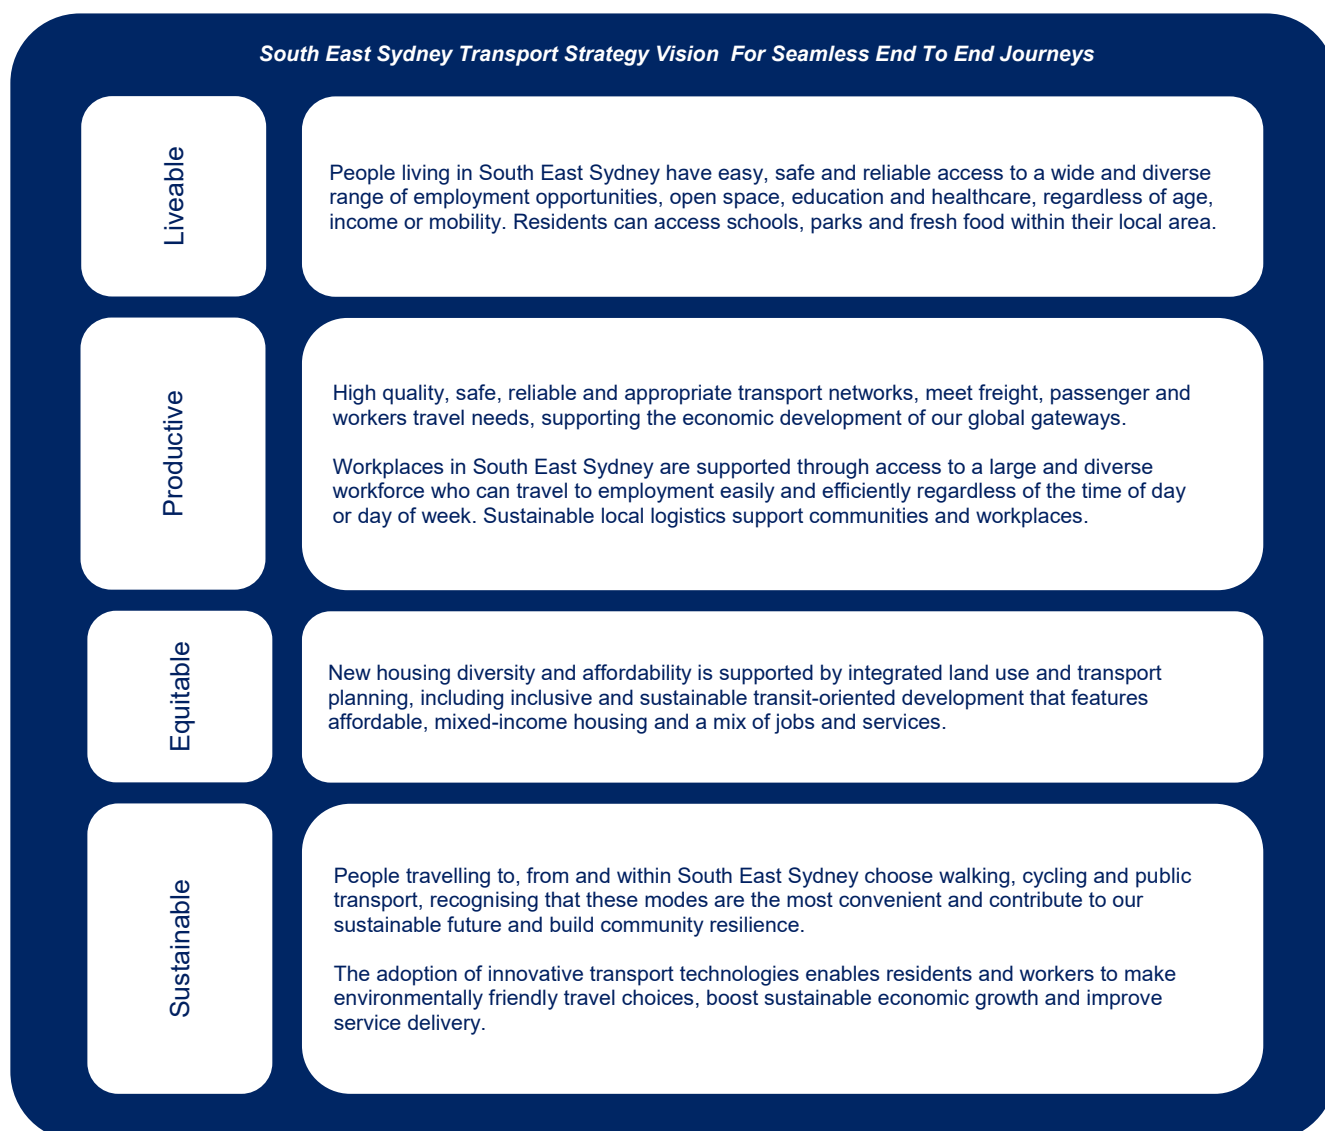 South East Sydney Transport Strategy Vision  For Seamless End To End Journeys
Liveable
People living in South East Sydney have easy, safe and reliable access to a wide and diverse
range of employment opportunities, open space, education and healthcare, regardless of age,
income or mobility. Residents can access schools, parks and fresh food within their local area.
Productive
High quality, safe, reliable and appropriate transport networks, meet freight, passenger and
workers travel needs, supporting the economic development of our global gateways.
Workplaces in South East Sydney are supported through access to a large and diverse
workforce who can travel to employment easily and efficiently regardless of the time of day
or day of week. Sustainable local logistics support communities and workplaces.
Equitable
New housing diversity and affordability is supported by integrated land use and transport
planning, including inclusive and sustainable transit-oriented development that features
affordable, mixed-income housing and a mix of jobs and services.
Sustainable
People travelling to, from and within South East Sydney choose walking, cycling and public
transport, recognising that these modes are the most convenient and contribute to our
sustainable future and build community resilience.
The adoption of innovative transport technologies enables residents and workers to make
environmentally friendly travel choices, boost sustainable economic growth and improve
service delivery.